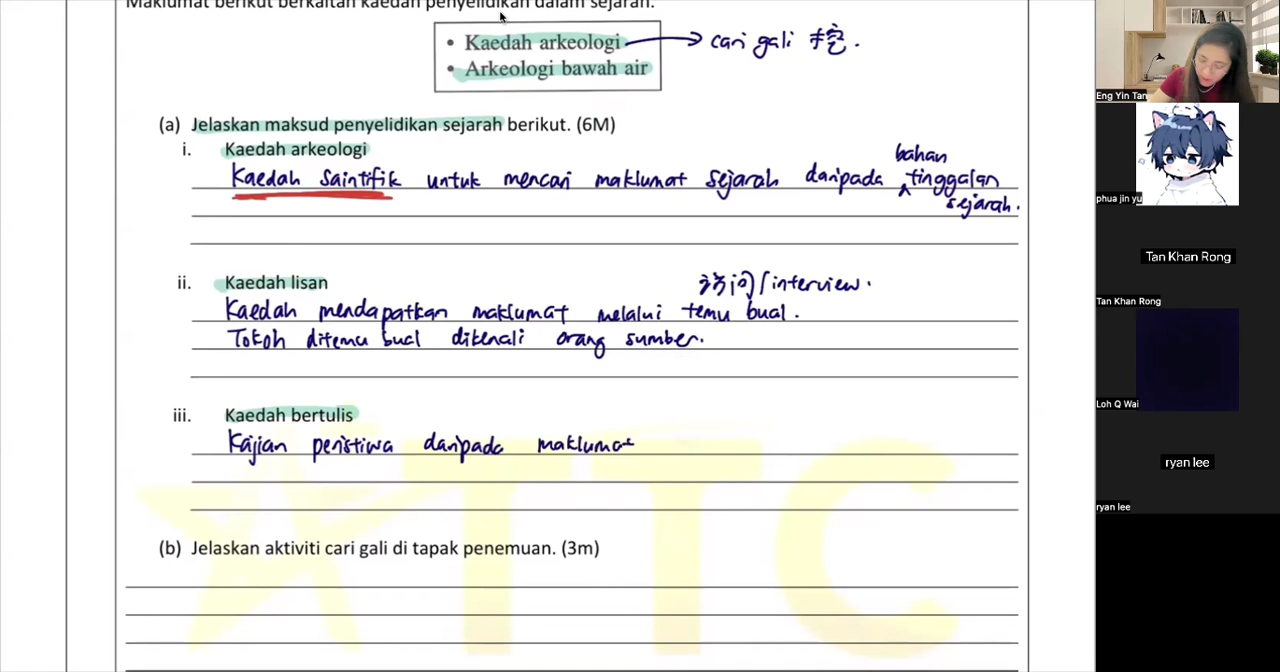 Maklumat berikut berkaitan kaedah penyelidikan dalam sejarah.
• Kaedah arkeologi → cari gali 挖.
• Arkeologi bawah air
(a) Jelaskan maksud penyelidikan sejarah berikut. (6M)
i. Kaedah arkeologi
bahan
Kaedah saintifik untuk mencari maklumat sejarah daripada ^ tinggalan
sejarah.
ii. Kaedah lisan
访问/interview.
Kaedah mendapatkan maklumat melalui temu bual.
Tokoh ditemu bual dikenali orang sumber.
iii. Kaedah bertulis
Kajian peristiwa daripada maklumat
(b) Jelaskan aktiviti cari gali di tapak penemuan. (3m)
TTC
Eng Yin Tan
phua jin yu
Tan Khan Rong
Tan Khan Rong
Loh Q Wai
ryan lee
ryan lee